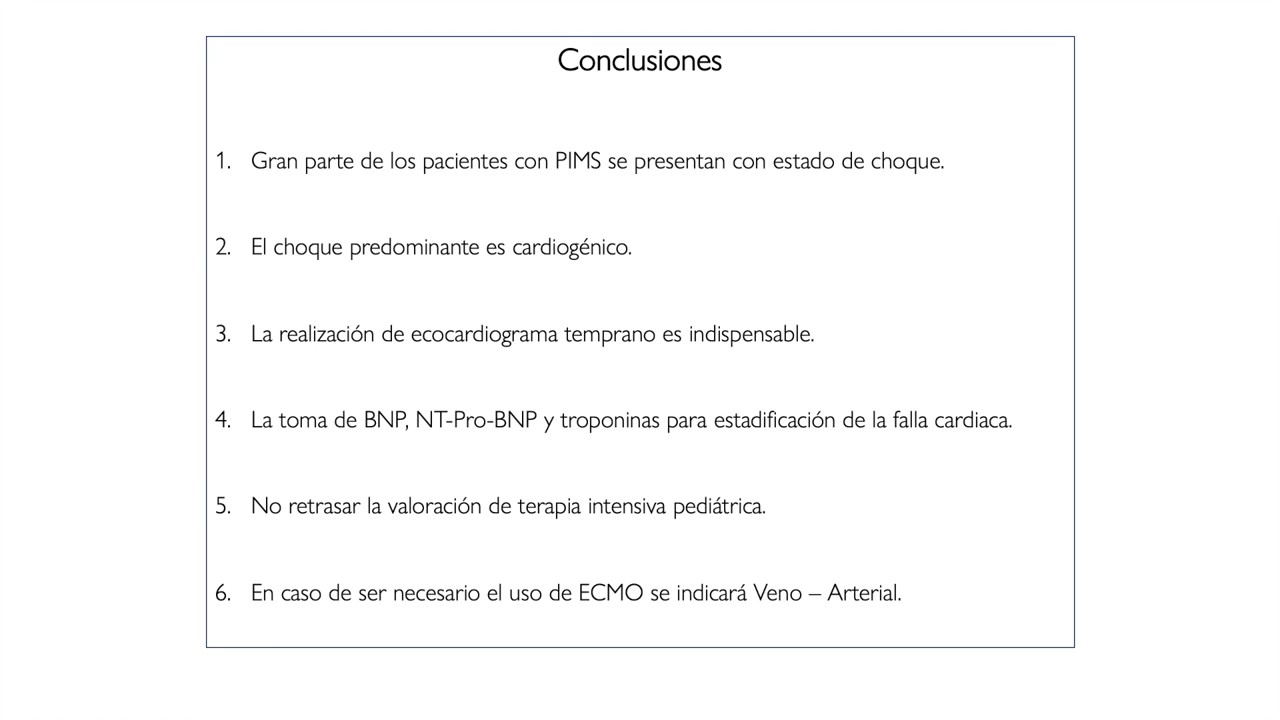 Conclusiones
1. Gran parte de los pacientes con PIMS se presentan con estado de choque.
2. El choque predominante es cardiogénico.
3. La realización de ecocardiograma temprano es indispensable.
4. La toma de BNP, NT-Pro-BNP y troponinas para estadificación de la falla cardiaca.
5. No retrasar la valoración de terapia intensiva pediátrica.
6. En caso de ser necesario el uso de ECMO se indicará Veno – Arterial.